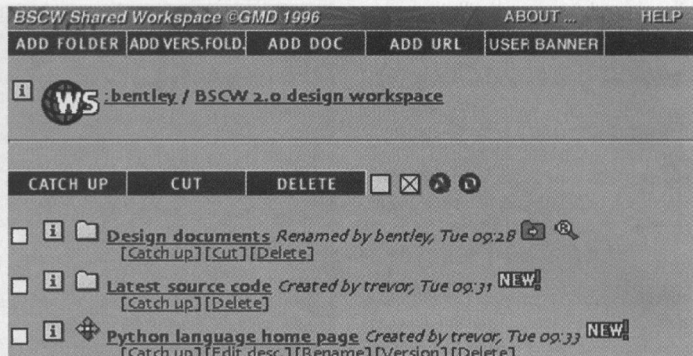 BSCW Shared Workspace ©GMD 1996 ABOUT ... HELP
ADD FOLDER ADD VERS.FOLD. ADD DOC ADD URL USER BANNER
WS :bentley / BSCW 2.0 design workspace
CATCH UP CUT DELETE
Design documents Renamed by bentley, Tue 09:28
[Catch up] [Cut] [Delete]
Latest source code Created by trevor, Tue 09:31 NEW!
[Catch up] [Delete]
Python language home page Created by trevor, Tue 09:33 NEW!
[Catch up] [Edit desc.] [Rename] [Version] [Delete]